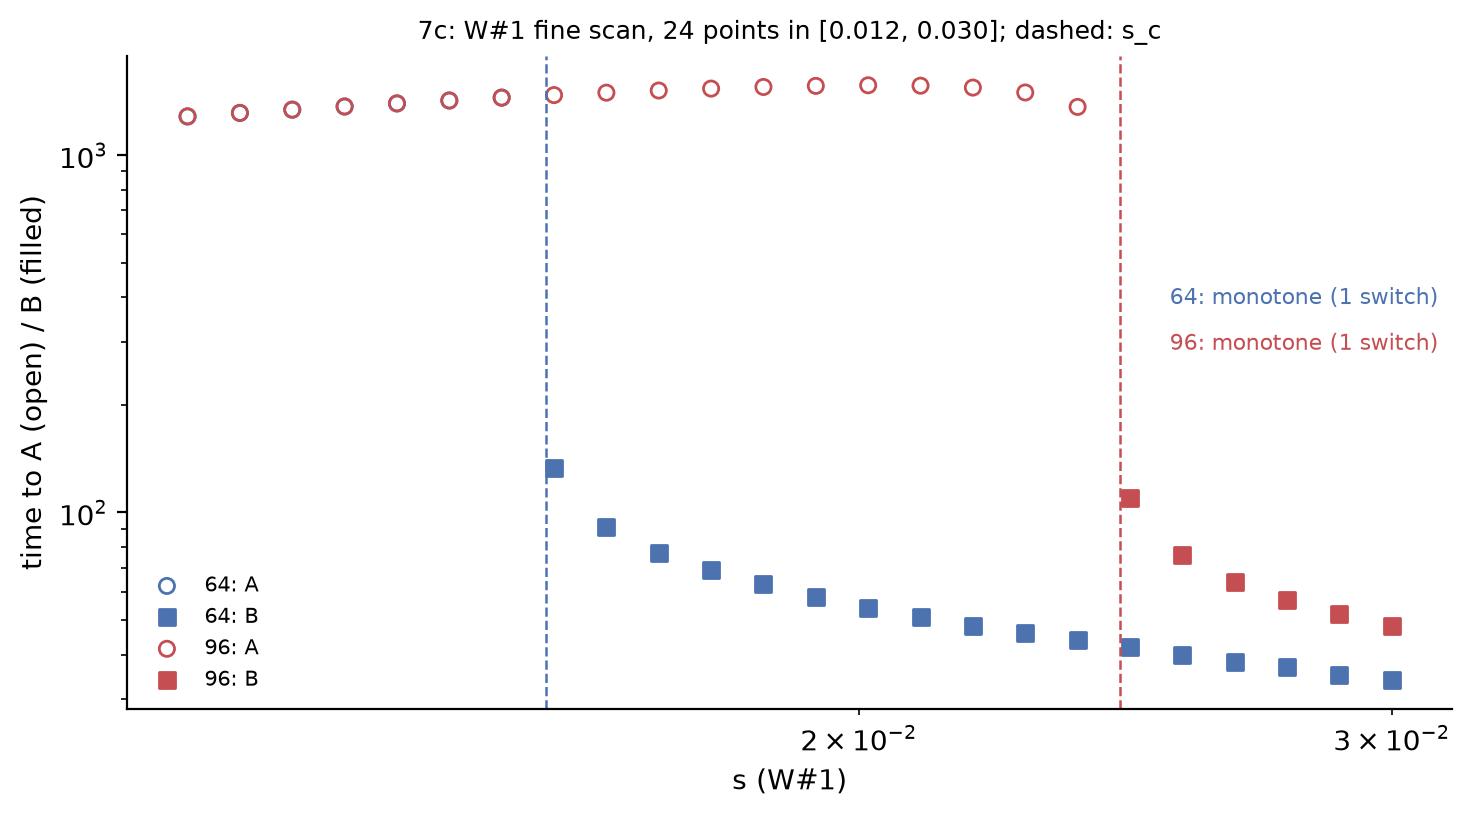 7c: W#1 fine scan, 24 points in [0.012, 0.030]; dashed: s_c
time to A (open) / B (filled)
10³
10²
64: monotone (1 switch)
96: monotone (1 switch)
64: A
64: B
96: A
96: B
2 × 10⁻²
3 × 10⁻²
s (W#1)